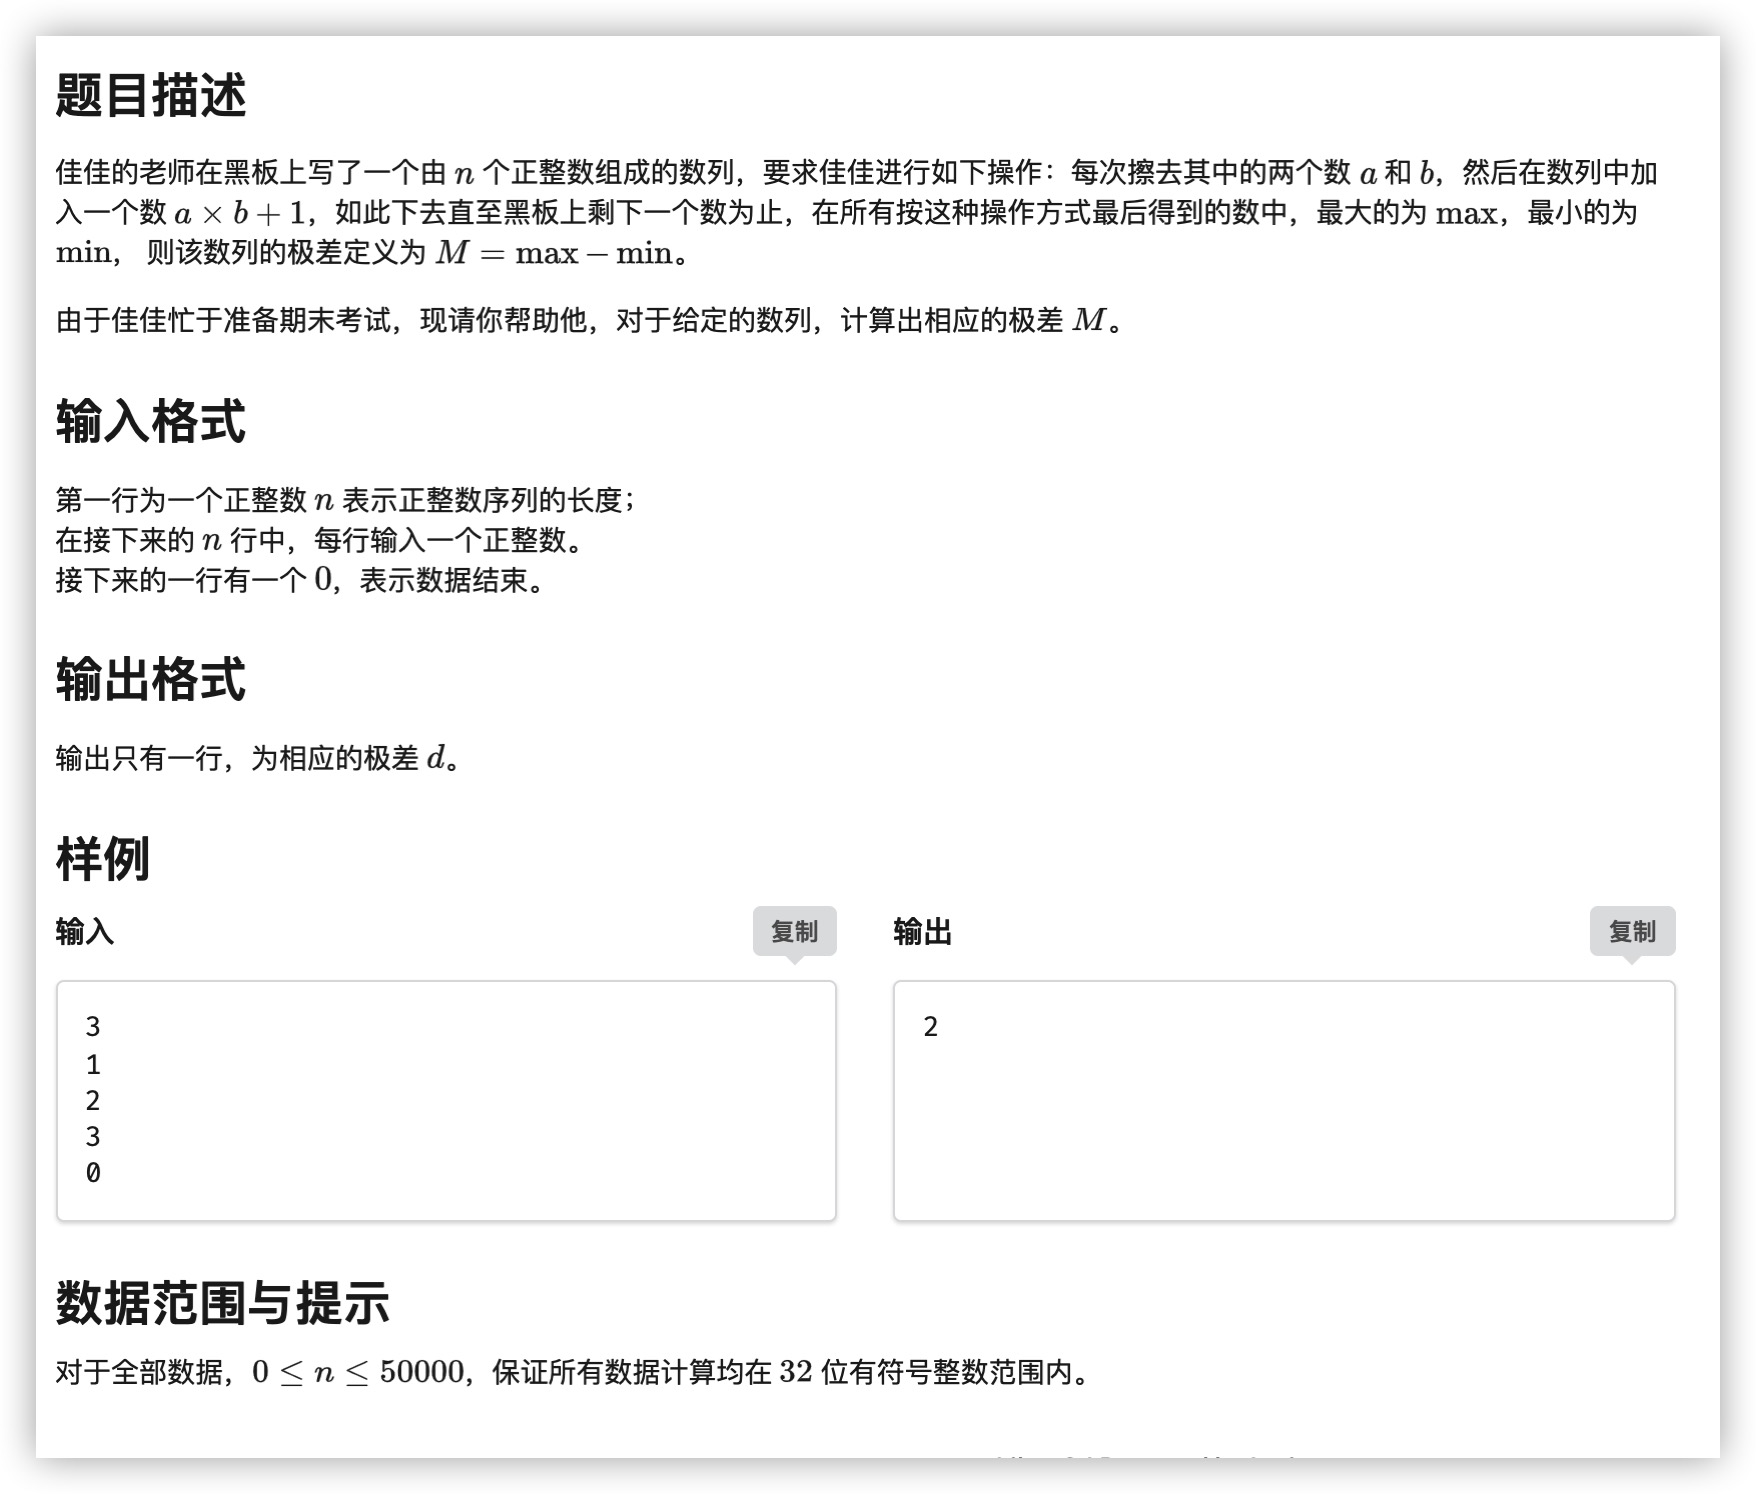 题目描述
佳佳的老师在黑板上写了一个由 n 个正整数组成的数列，要求佳佳进行如下操作：每次擦去其中的两个数 a 和 b，然后在数列中加
入一个数 a × b + 1，如此下去直至黑板上剩下一个数为止，在所有按这种操作方式最后得到的数中，最大的为 max，最小的为
min， 则该数列的极差定义为 M = max − min。
由于佳佳忙于准备期末考试，现请你帮助他，对于给定的数列，计算出相应的极差 M。
输入格式
第一行为一个正整数 n 表示正整数序列的长度；
在接下来的 n 行中，每行输入一个正整数。
接下来的一行有一个 0，表示数据结束。
输出格式
输出只有一行，为相应的极差 d。
样例
输入
复制
输出
复制
3
1
2
3
0
2
数据范围与提示
对于全部数据，0 ≤ n ≤ 50000，保证所有数据计算均在 32 位有符号整数范围内。